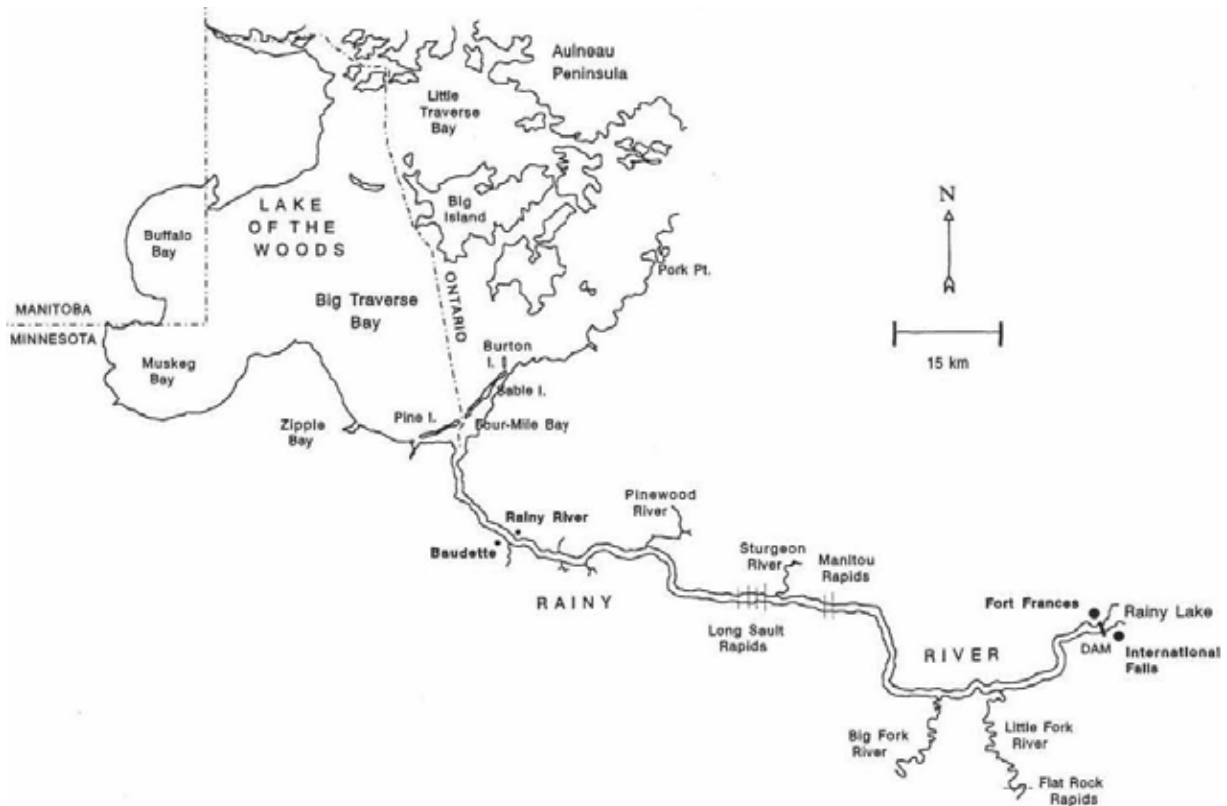 Aulneau
Peninsula
Little
Traverse
Bay
Big
Island
LAKE
OF THE
WOODS
Buffalo
Bay
N
Pork Pt.
ONTARIO
MANITOBA
MINNESOTA
Big Traverse
Bay
15 km
Muskeg
Bay
Burton
I.
Sable I.
Pine I.
Four-Mile Bay
Zipple
Bay
Pinewood
River
Rainy River
Baudette
Sturgeon
River
Manitou
Rapids
RAINY
Long Sault
Rapids
Fort Frances
Rainy Lake
RIVER
DAM
International
Falls
Big Fork
River
Little Fork
River
Flat Rock
Rapids